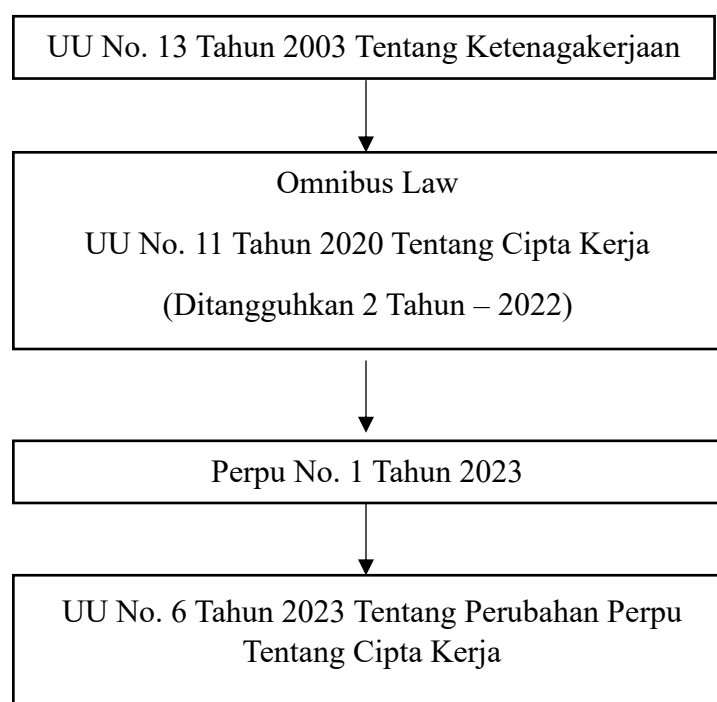 UU No. 13 Tahun 2003 Tentang Ketenagakerjaan
Omnibus Law
UU No. 11 Tahun 2020 Tentang Cipta Kerja
(Ditangguhkan 2 Tahun – 2022)
Perpu No. 1 Tahun 2023
UU No. 6 Tahun 2023 Tentang Perubahan Perpu
Tentang Cipta Kerja